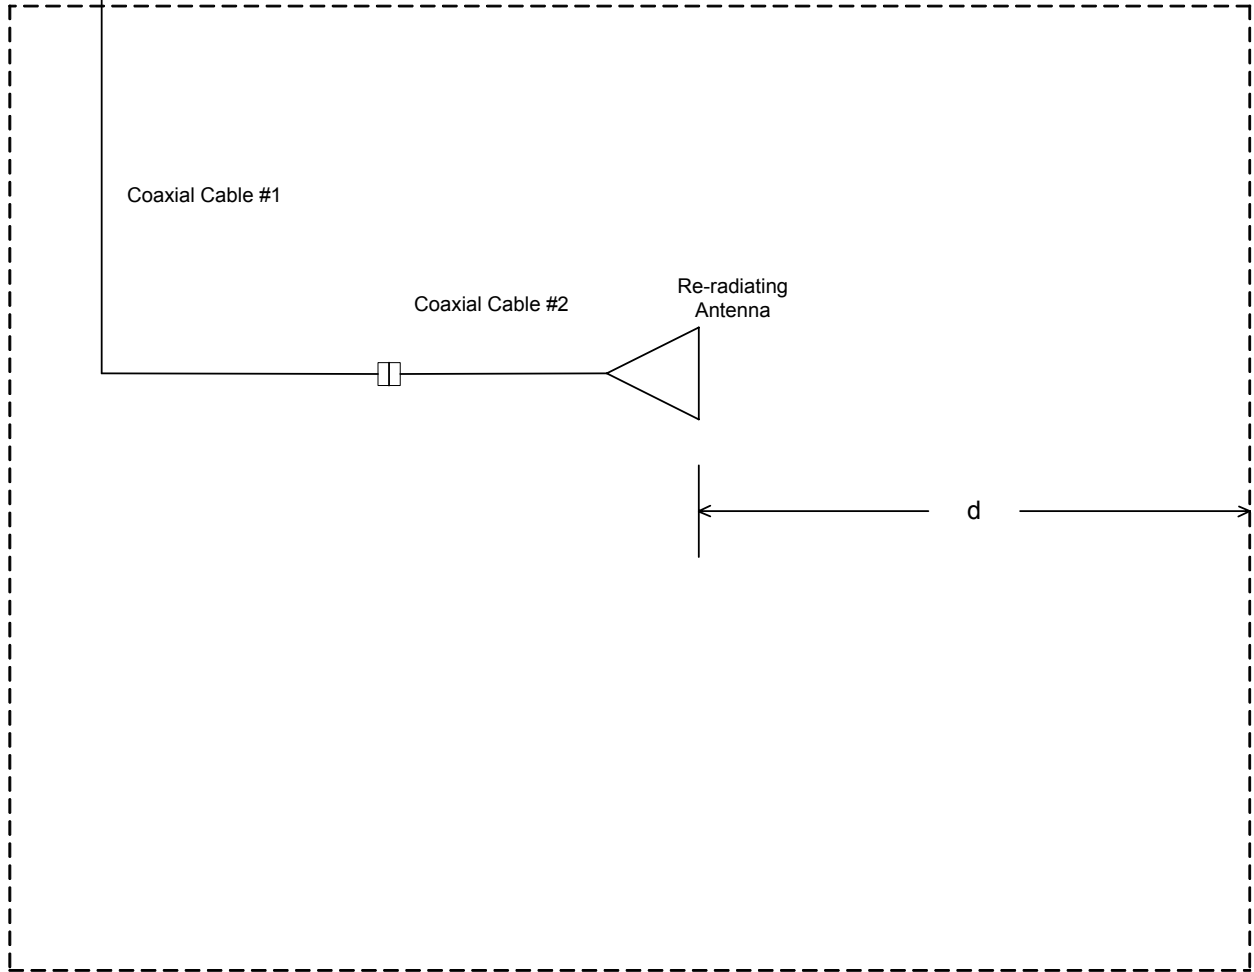 Coaxial Cable #1
Coaxial Cable #2
Re-radiating
Antenna
d